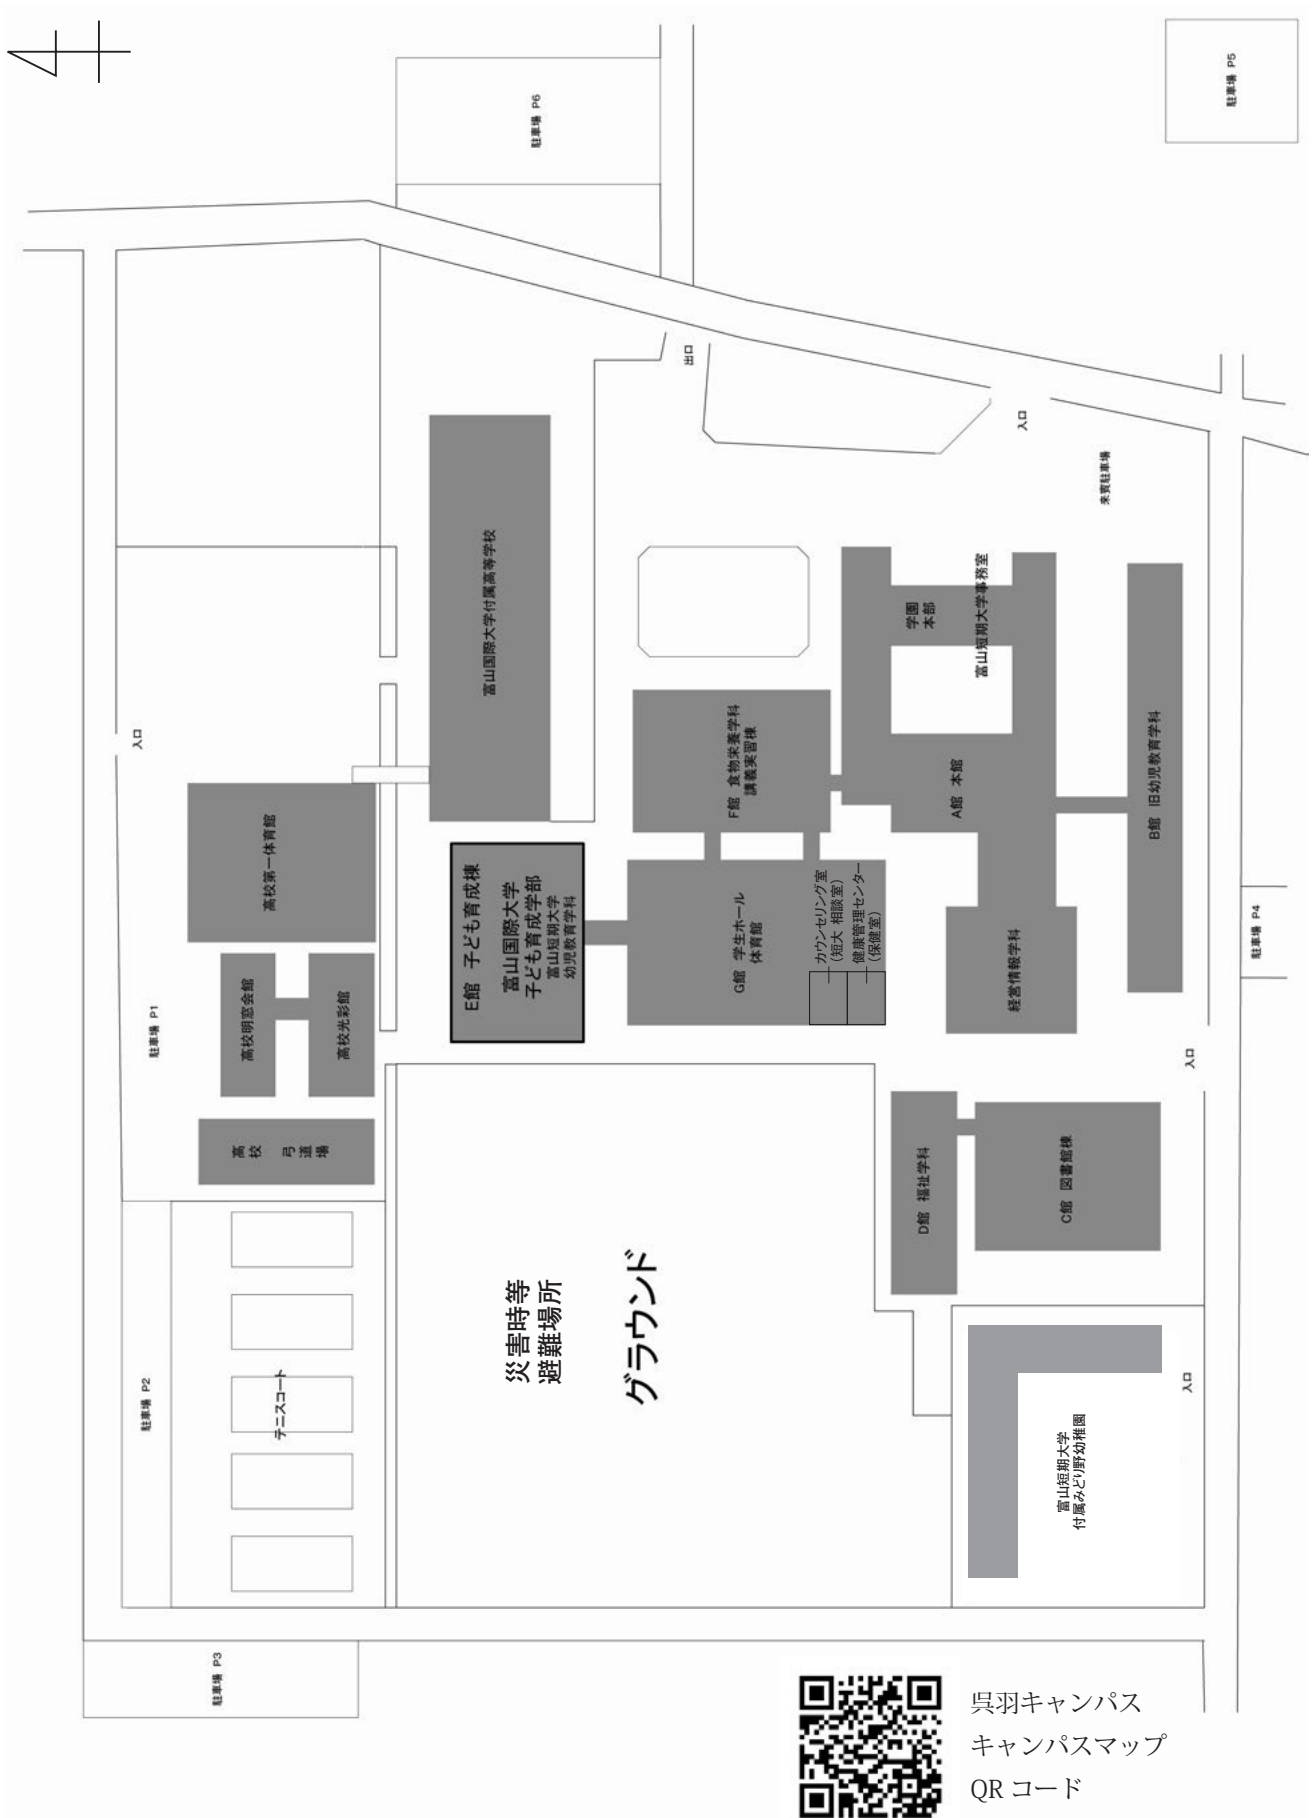 駐車場 P6
駐車場 P5
出口
入口
来賓駐車場
富山国際大学付属高等学校
学園
本部
富山短期大学事務室
入口
高校第一体育館
F館 食物栄養学科
講義実習棟
A館 本館
B館 旧幼児教育学科
E館 子ども育成棟
富山国際大学
子ども育成学部
富山短期大学
幼児教育学科
G館 学生ホール
体育館
カウンセリング室
(短大 相談室)
健康管理センター
(保健室)
経営情報学科
駐車場 P4
駐車場 P1
高校明窓会館
高校光彩館
入口
高校 弓道場
D館 福祉学科
C館 図書館棟
災害時等
避難場所
グラウンド
駐車場 P2
テニスコート
入口
富山短期大学
付属みどり野幼稚園
駐車場 P3
呉羽キャンパス
キャンパスマップ
QR コード